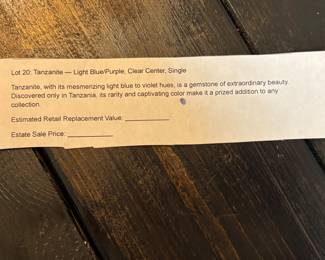 Lot 20: Tanzanite — Light Blue/Purple, Clear Center, Single
Tanzanite, with its mesmerizing light blue to violet hues, is a gemstone of extraordinary beauty.
Discovered only in Tanzania, its rarity and captivating color make it a prized addition to any
collection.
Estimated Retail Replacement Value: ___________
Estate Sale Price: ___________